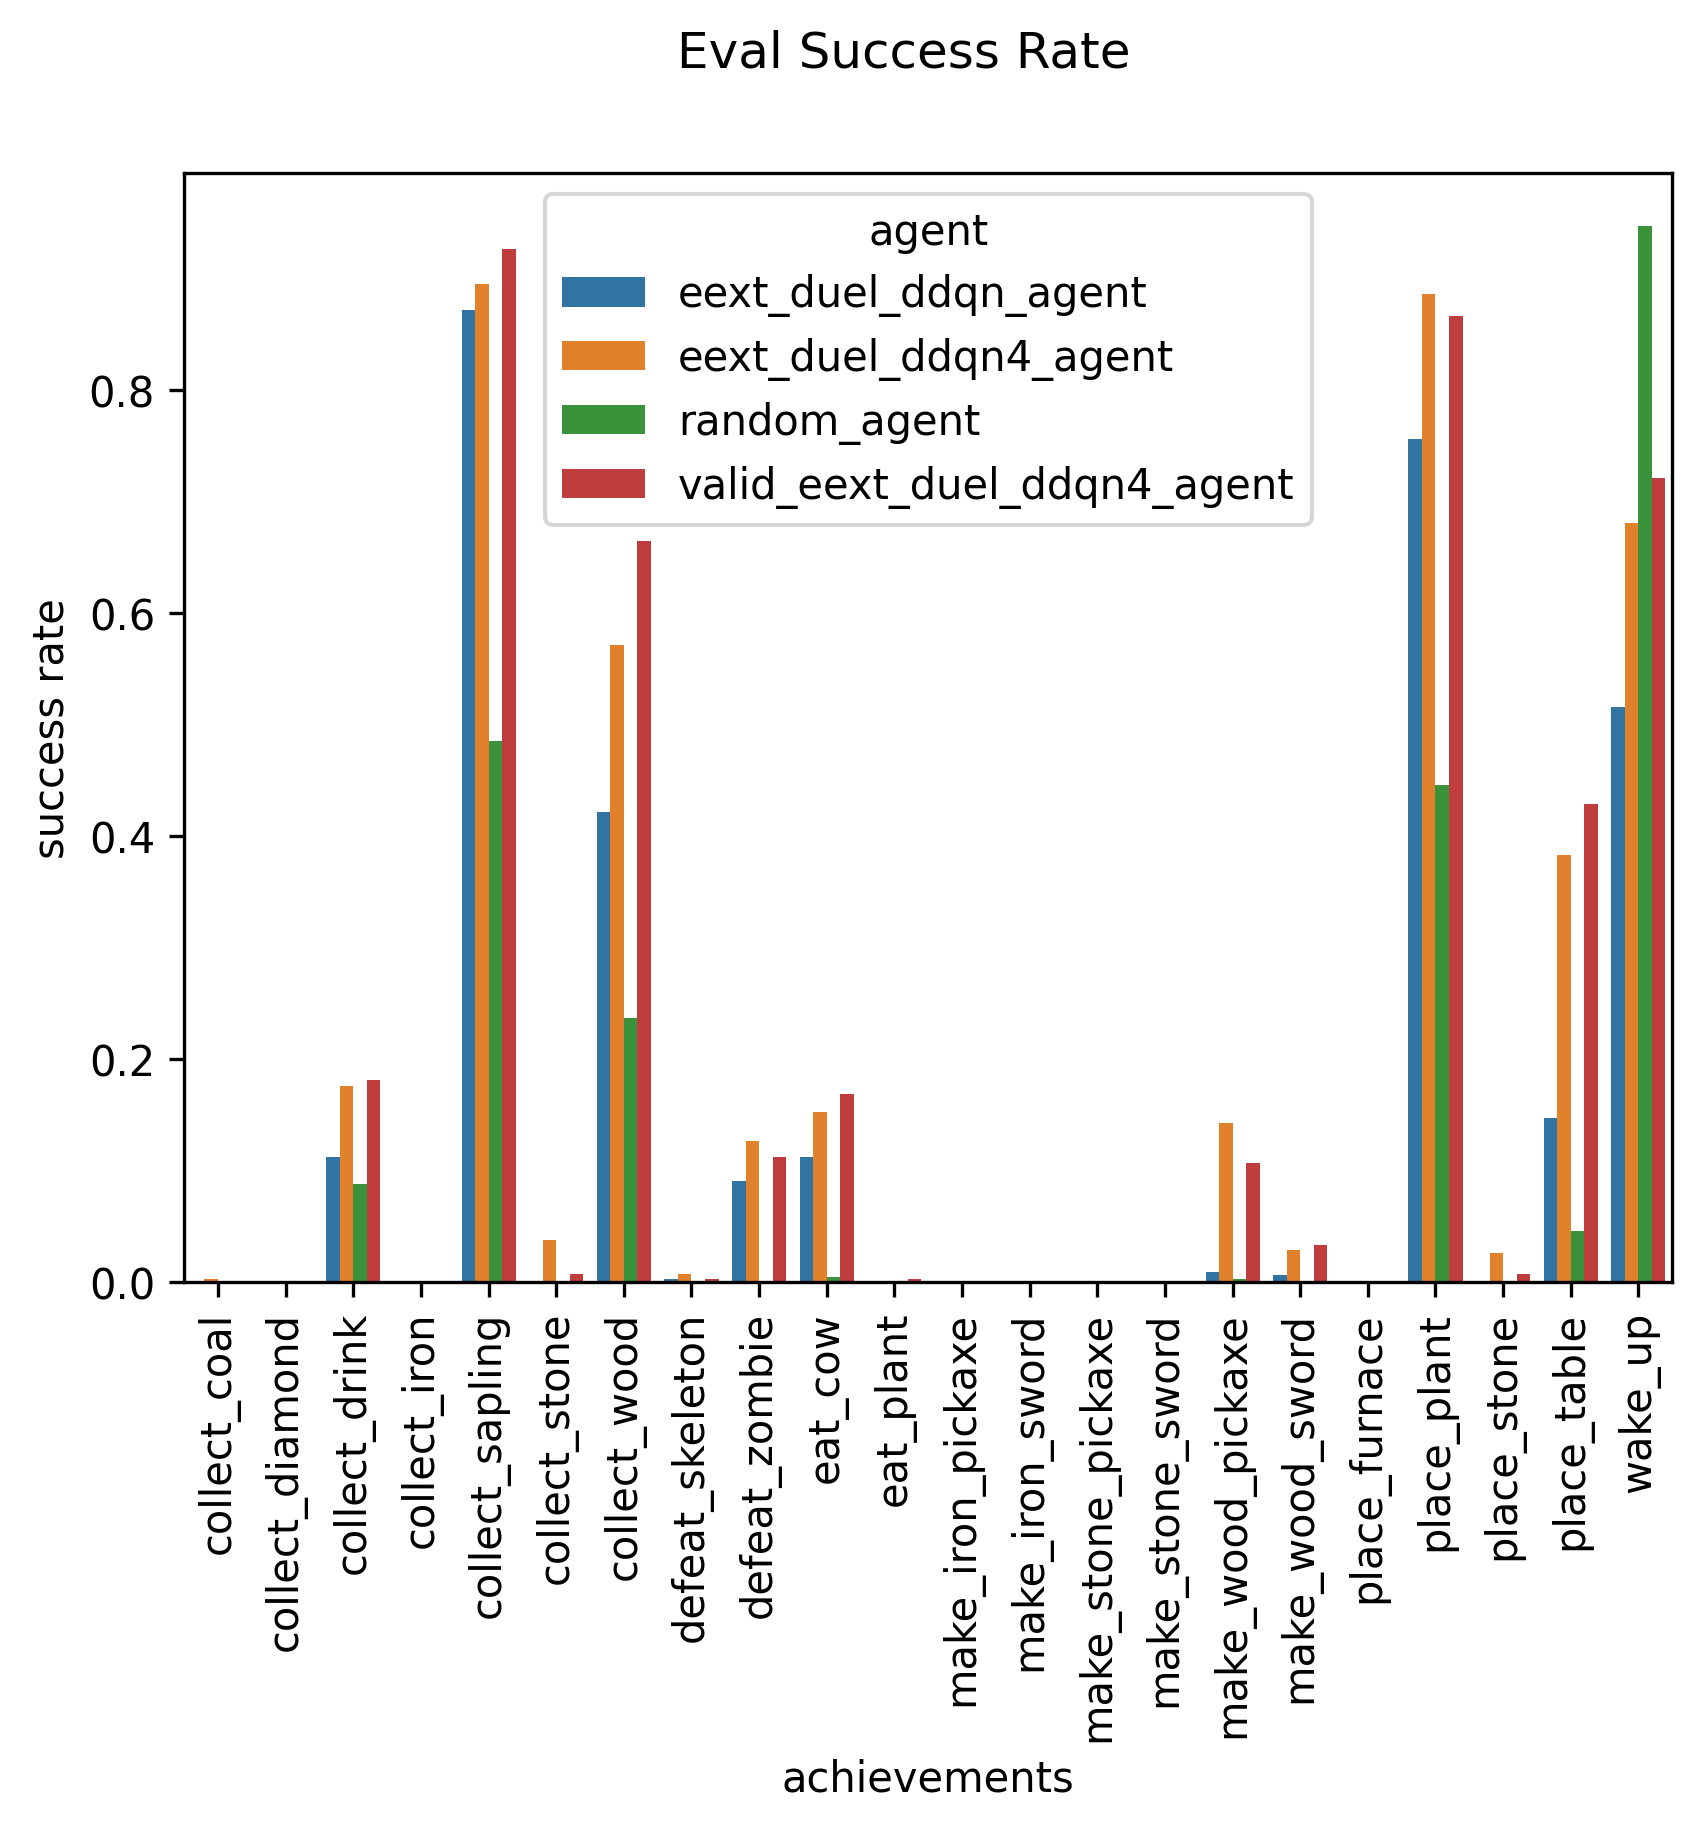 Eval Success Rate
agent
eext_duel_ddqn_agent
eext_duel_ddqn4_agent
random_agent
valid_eext_duel_ddqn4_agent
success rate
0.8
0.6
0.4
0.2
0.0
collect_coal
collect_diamond
collect_drink
collect_iron
collect_sapling
collect_stone
collect_wood
defeat_skeleton
defeat_zombie
eat_cow
eat_plant
make_iron_pickaxe
make_iron_sword
make_stone_pickaxe
make_stone_sword
make_wood_pickaxe
make_wood_sword
place_furnace
place_plant
place_stone
place_table
wake_up
achievements